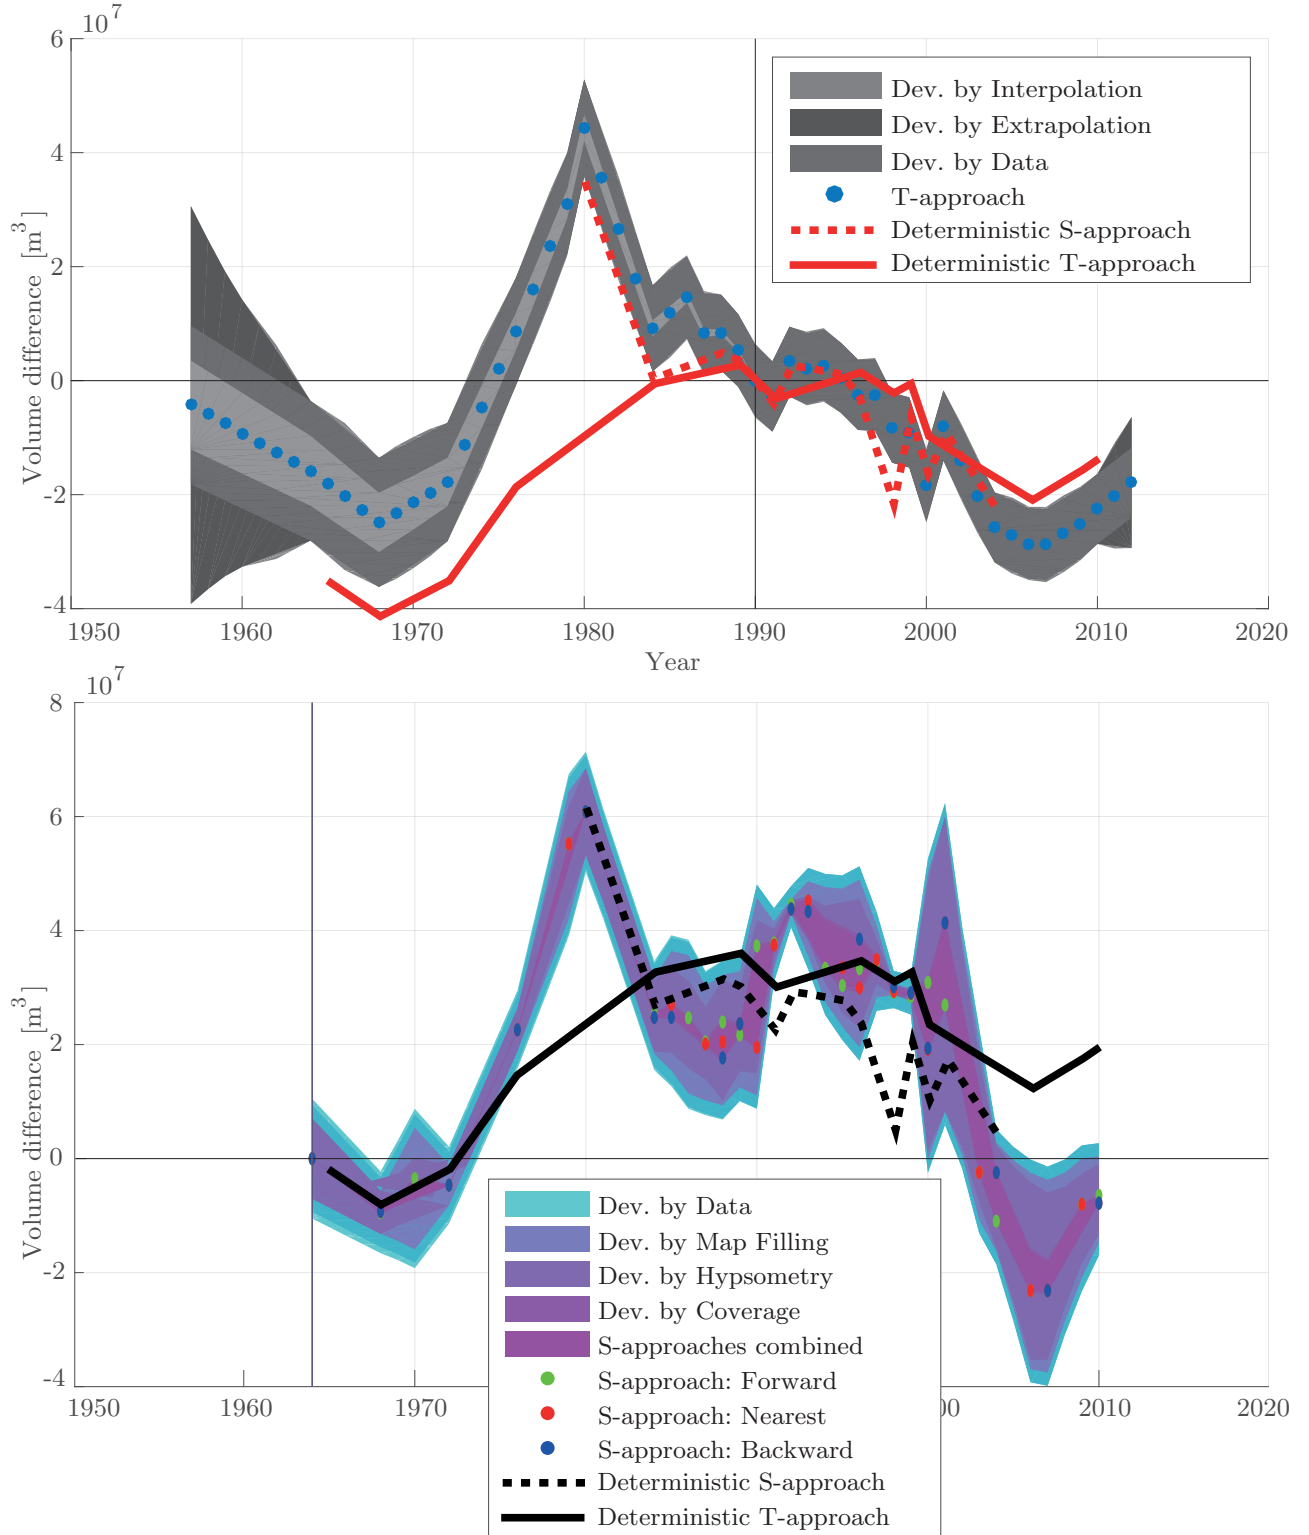 10^7
6
4
2
0
-2
-4
Volume difference [m^3]
Dev. by Interpolation
Dev. by Extrapolation
Dev. by Data
T-approach
Deterministic S-approach
Deterministic T-approach
1950 1960 1970 1980 1990 2000 2010 2020
Year
10^7
8
6
4
2
0
-2
-4
Volume difference [m^3]
Dev. by Data
Dev. by Map Filling
Dev. by Hypsometry
Dev. by Coverage
S-approaches combined
S-approach: Forward
S-approach: Nearest
S-approach: Backward
Deterministic S-approach
Deterministic T-approach
1950 1960 1970 00 2010 2020